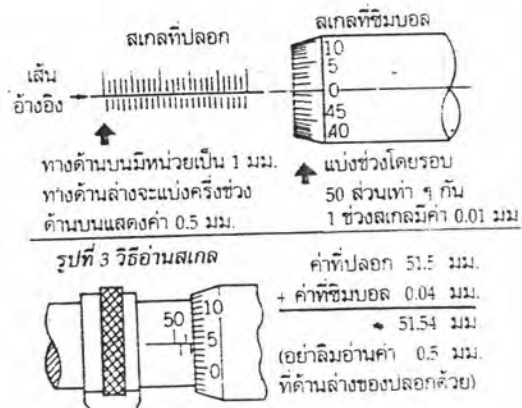 สเกลที่ปลอก
สเกลที่ซิมบอล
เส้น
อ้างอิง
10
5
0
45
40
ทางด้านบนมีหน่วยเป็น 1 มม.
ทางด้านล่างจะแบ่งครึ่งช่วง
ด้านบนแสดงค่า 0.5 มม.
แบ่งช่วงโดยรอบ
50 ส่วนเท่า ๆ กัน
1 ช่วงสเกลมีค่า 0.01 มม
รูปที่ 3 วิธีอ่านสเกล
50
10
5
0
ค่าที่ปลอก 51.5 มม.
+ ค่าที่ซิมบอล 0.04 มม.
51.54 มม.
(อย่าลืมอ่านค่า 0.5 มม.
ที่ด้านล่างของปลอกด้วย)